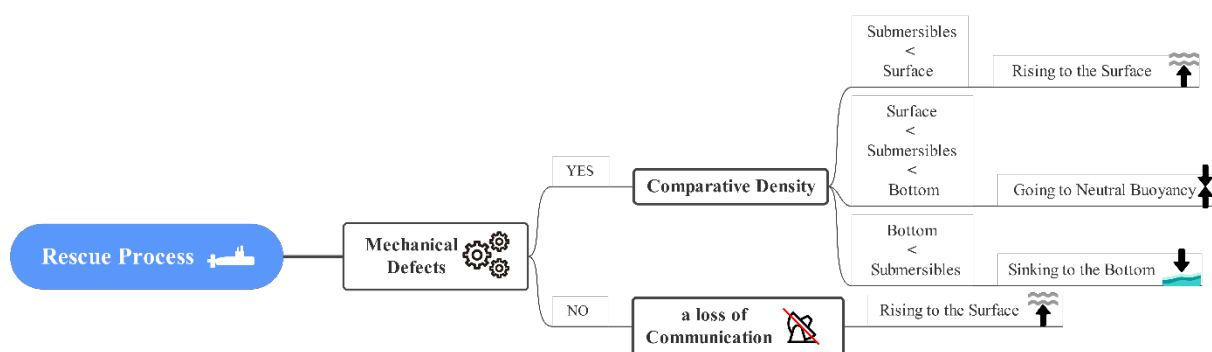 Rescue Process
Mechanical
Defects
YES
Comparative Density
Submersibles
<
Surface
Rising to the Surface
Surface
<
Submersibles
<
Bottom
Going to Neutral Buoyancy
Bottom
<
Submersibles
Sinking to the Bottom
NO
a loss of
Communication
Rising to the Surface